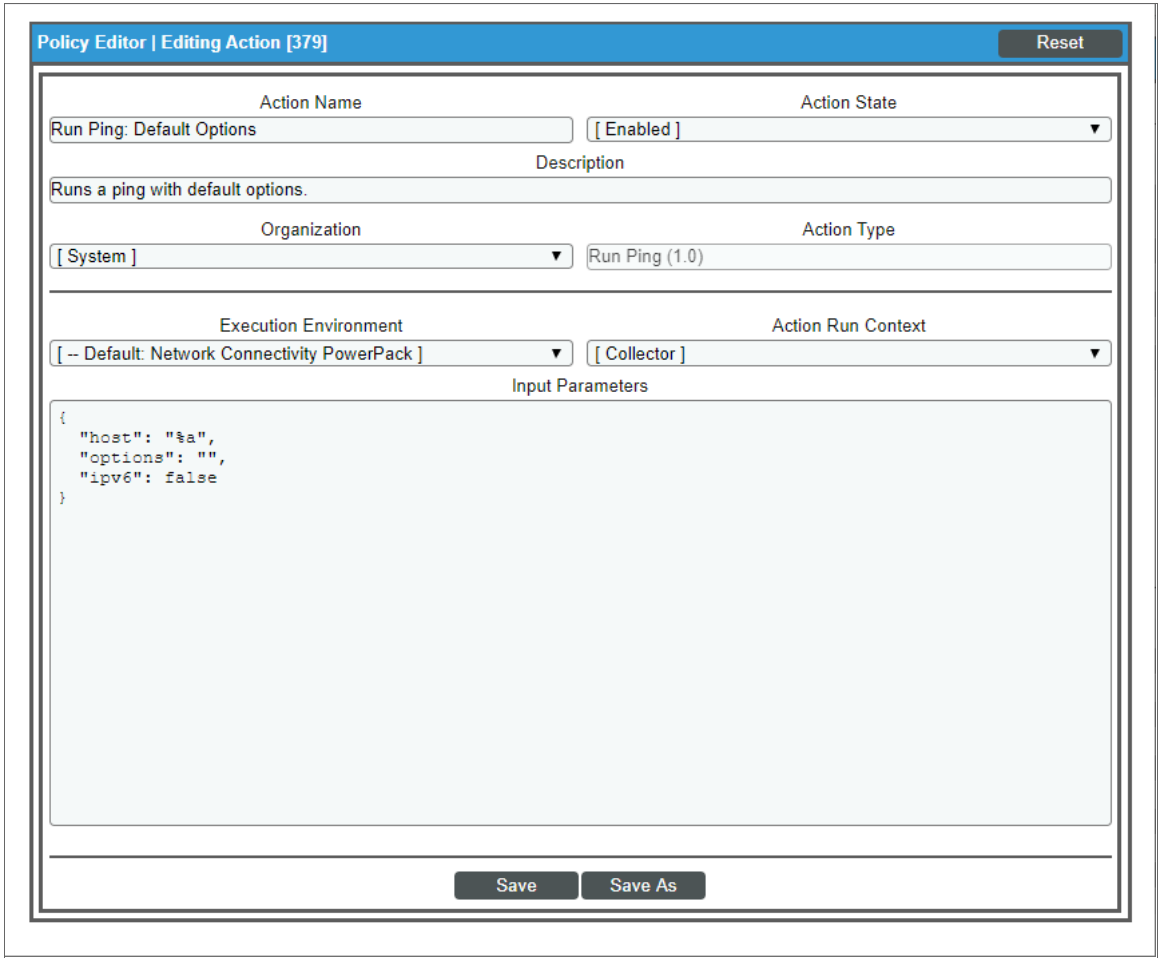 Policy Editor | Editing Action [379]
Reset
Action Name
Action State
Run Ping: Default Options
[ Enabled ]
Description
Runs a ping with default options.
Organization
Action Type
[ System ]
Run Ping (1.0)
Execution Environment
Action Run Context
[ -- Default: Network Connectivity PowerPack ]
[ Collector ]
Input Parameters
{
  "host": "%a",
  "options": "",
  "ipv6": false
}
Save
Save As